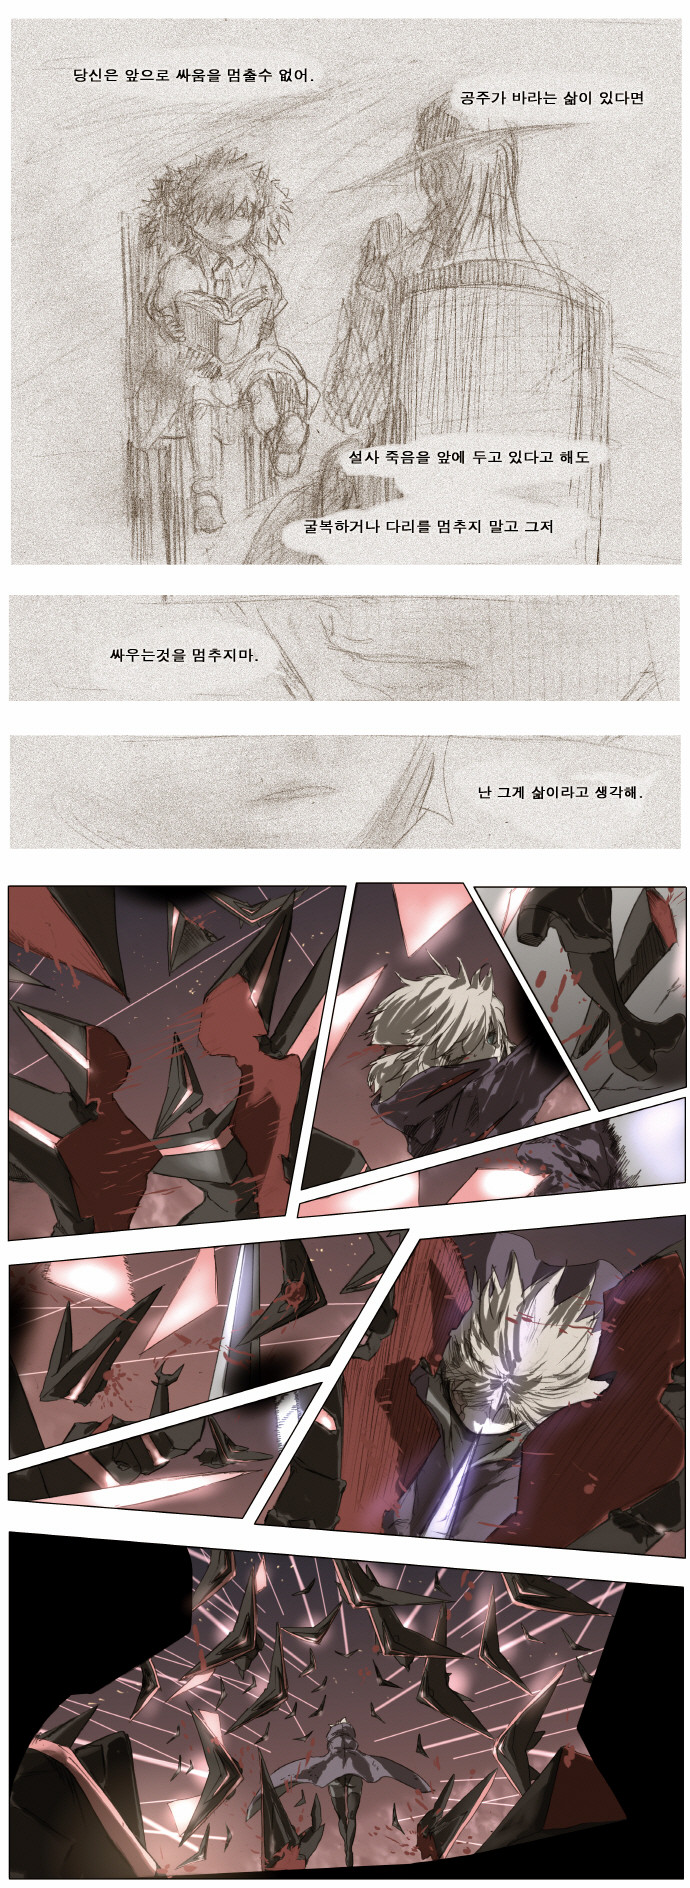 당신은 앞으로 싸움을 멈출수 없어.
공주가 바라는 삶이 있다면
설사 죽음을 앞에 두고 있다고 해도
굴복하거나 다리를 멈추지 말고 그저
싸우는것을 멈추지마.
난 그게 삶이라고 생각해.